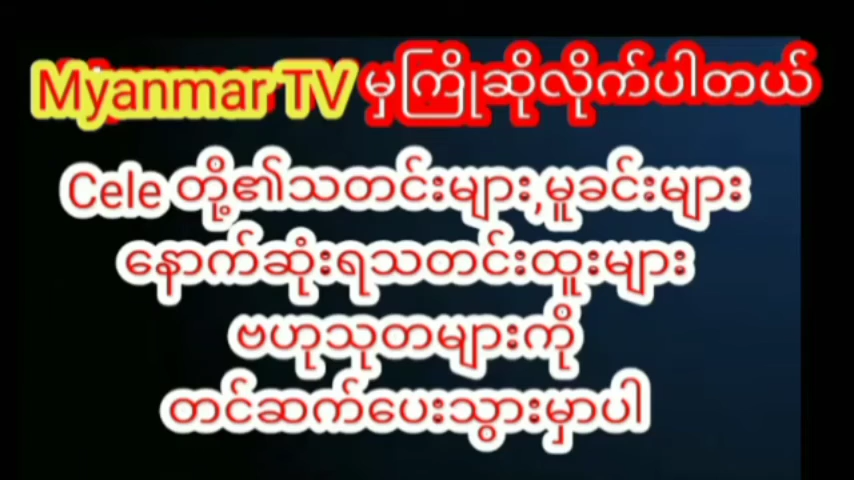 Myanmar TV မှကြိုဆိုလိုက်ပါတယ်
Cele တို့၏သတင်းများ,မူခင်းများ
နောက်ဆုံးရသတင်းထူးများ
ဗဟုသုတများကို
တင်ဆက်ပေးသွားမှာပါ